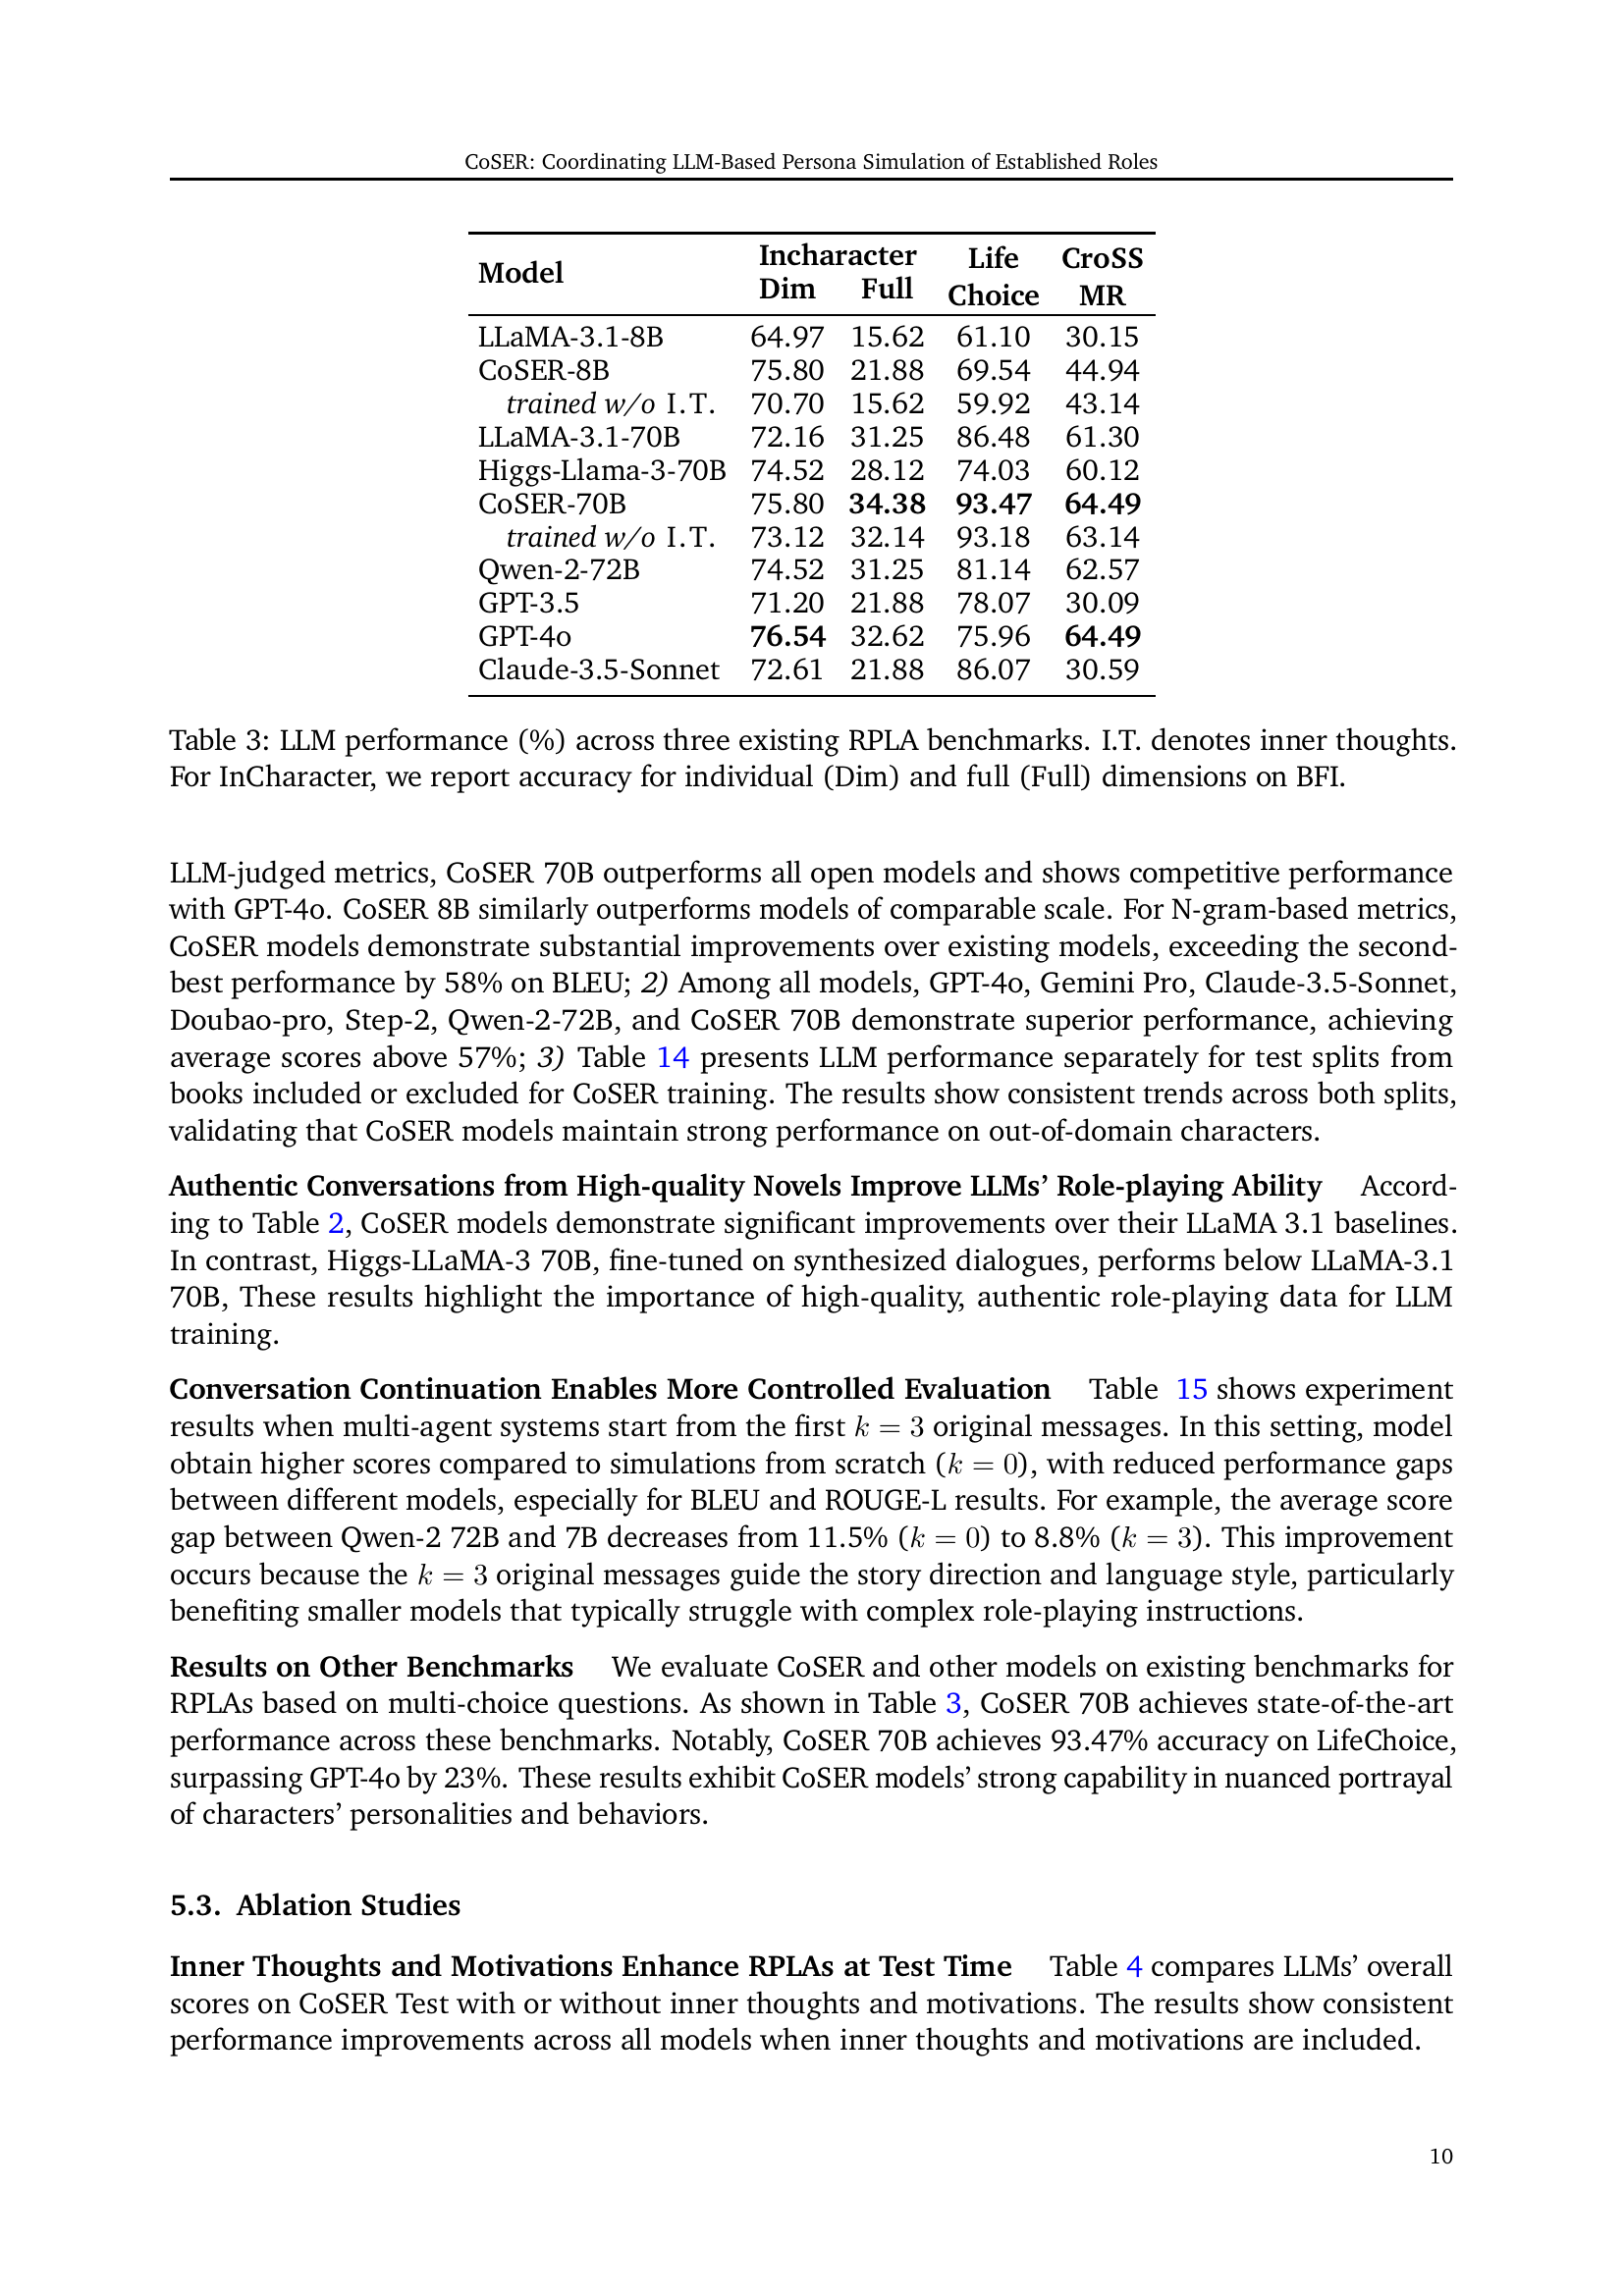 CoSER: Coordinating LLM-Based Persona Simulation of Established Roles
Model Incharacter Life CroSS
Dim Full Choice MR
LLaMA-3.1-8B 64.97 15.62 61.10 30.15
CoSER-8B 75.80 21.88 69.54 44.94
trained w/o I.T. 70.70 15.62 59.92 43.14
LLaMA-3.1-70B 72.16 31.25 86.48 61.30
Higgs-Llama-3-70B 74.52 28.12 74.03 60.12
CoSER-70B 75.80 34.38 93.47 64.49
trained w/o I.T. 73.12 32.14 93.18 63.14
Qwen-2-72B 74.52 31.25 81.14 62.57
GPT-3.5 71.20 21.88 78.07 30.09
GPT-4o 76.54 32.62 75.96 64.49
Claude-3.5-Sonnet 72.61 21.88 86.07 30.59
Table 3: LLM performance (%) across three existing RPLA benchmarks. I.T. denotes inner thoughts.
For InCharacter, we report accuracy for individual (Dim) and full (Full) dimensions on BFI.
LLM-judged metrics, CoSER 70B outperforms all open models and shows competitive performance
with GPT-4o. CoSER 8B similarly outperforms models of comparable scale. For N-gram-based metrics,
CoSER models demonstrate substantial improvements over existing models, exceeding the second-
best performance by 58% on BLEU; 2) Among all models, GPT-4o, Gemini Pro, Claude-3.5-Sonnet,
Doubao-pro, Step-2, Qwen-2-72B, and CoSER 70B demonstrate superior performance, achieving
average scores above 57%; 3) Table 14 presents LLM performance separately for test splits from
books included or excluded for CoSER training. The results show consistent trends across both splits,
validating that CoSER models maintain strong performance on out-of-domain characters.
Authentic Conversations from High-quality Novels Improve LLMs’ Role-playing Ability Accord-
ing to Table 2, CoSER models demonstrate significant improvements over their LLaMA 3.1 baselines.
In contrast, Higgs-LLaMA-3 70B, fine-tuned on synthesized dialogues, performs below LLaMA-3.1
70B, These results highlight the importance of high-quality, authentic role-playing data for LLM
training.
Conversation Continuation Enables More Controlled Evaluation Table 15 shows experiment
results when multi-agent systems start from the first k = 3 original messages. In this setting, model
obtain higher scores compared to simulations from scratch (k = 0), with reduced performance gaps
between different models, especially for BLEU and ROUGE-L results. For example, the average score
gap between Qwen-2 72B and 7B decreases from 11.5% (k = 0) to 8.8% (k = 3). This improvement
occurs because the k = 3 original messages guide the story direction and language style, particularly
benefiting smaller models that typically struggle with complex role-playing instructions.
Results on Other Benchmarks We evaluate CoSER and other models on existing benchmarks for
RPLAs based on multi-choice questions. As shown in Table 3, CoSER 70B achieves state-of-the-art
performance across these benchmarks. Notably, CoSER 70B achieves 93.47% accuracy on LifeChoice,
surpassing GPT-4o by 23%. These results exhibit CoSER models’ strong capability in nuanced portrayal
of characters’ personalities and behaviors.
5.3. Ablation Studies
Inner Thoughts and Motivations Enhance RPLAs at Test Time Table 4 compares LLMs’ overall
scores on CoSER Test with or without inner thoughts and motivations. The results show consistent
performance improvements across all models when inner thoughts and motivations are included.
10